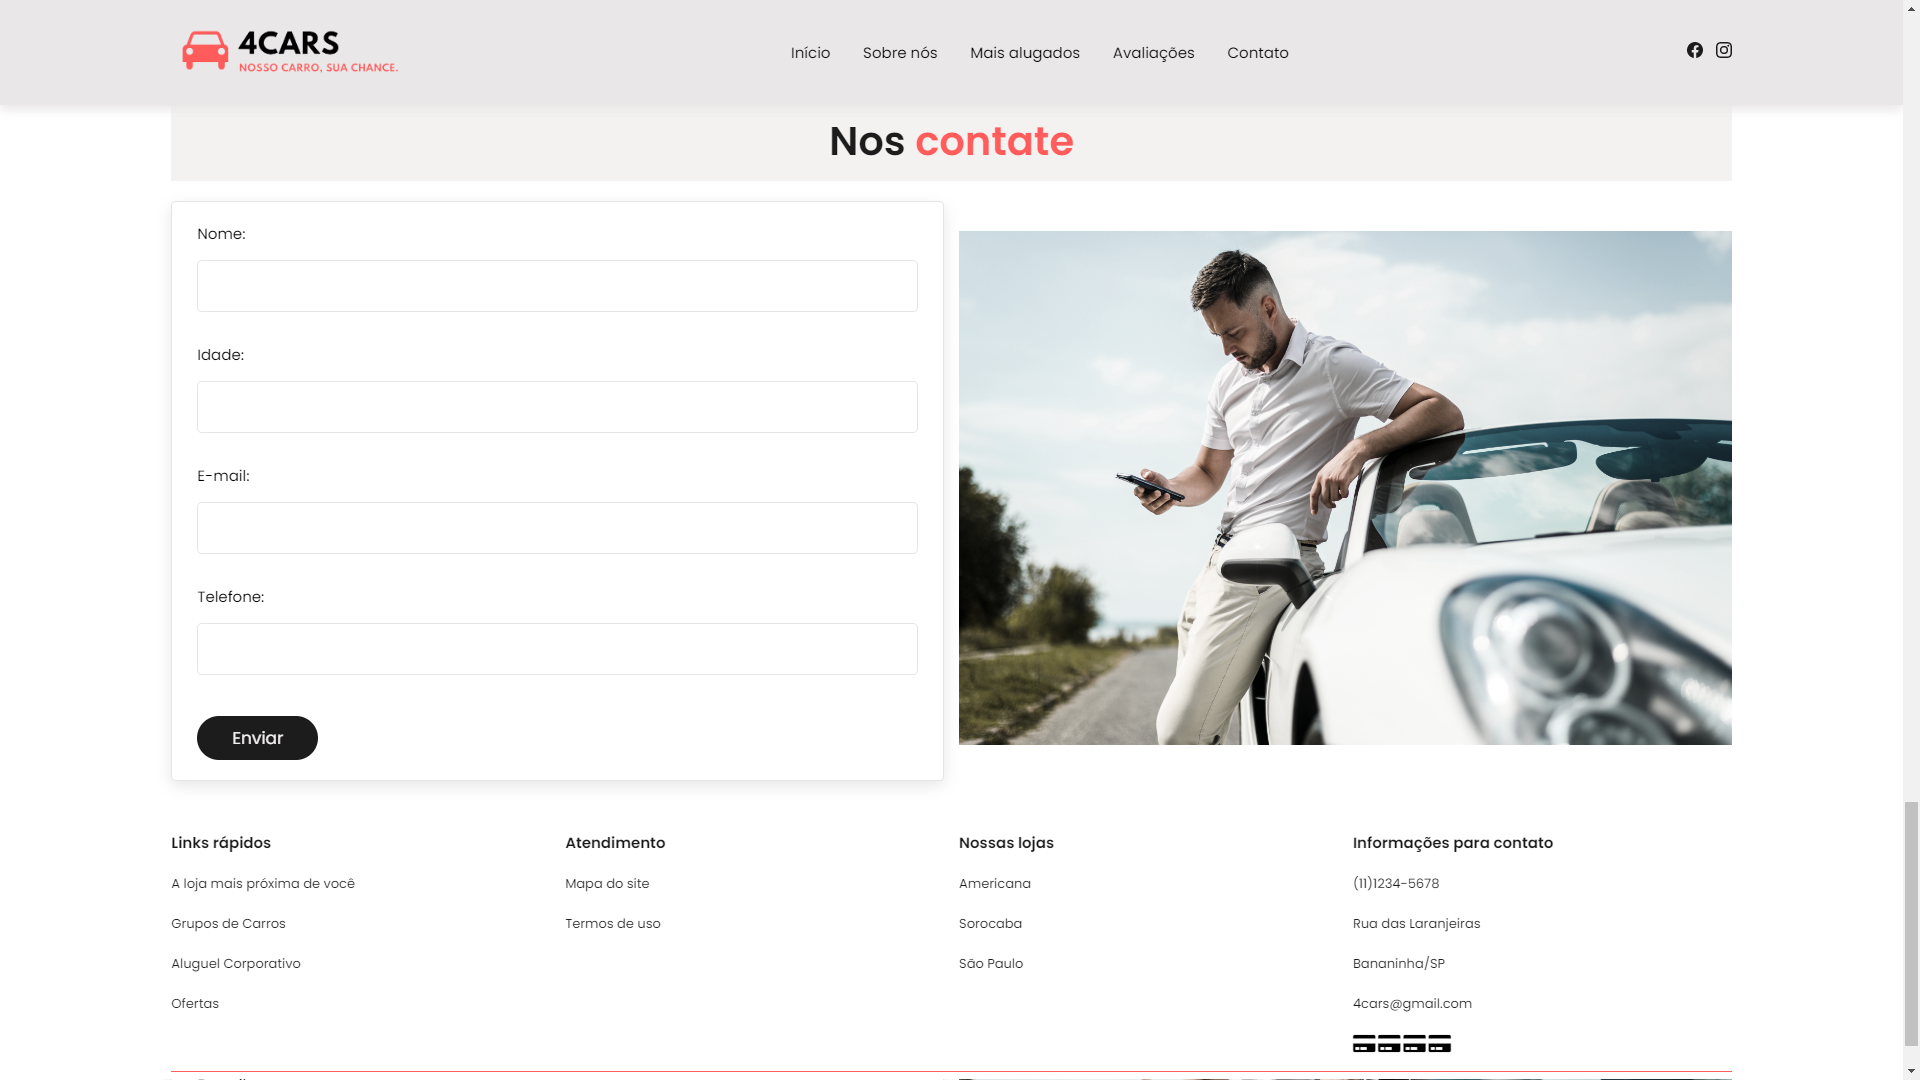 4CARS
NOSSO CARRO, SUA CHANCE.
Início
Sobre nós
Mais alugados
Avaliações
Contato
Nos contate
Nome:
Idade:
E-mail:
Telefone:
Enviar
Links rápidos
A loja mais próxima de você
Grupos de Carros
Aluguel Corporativo
Ofertas
Atendimento
Mapa do site
Termos de uso
Nossas lojas
Americana
Sorocaba
São Paulo
Informações para contato
(11)1234-5678
Rua das Laranjeiras
Bananinha/SP
4cars@gmail.com